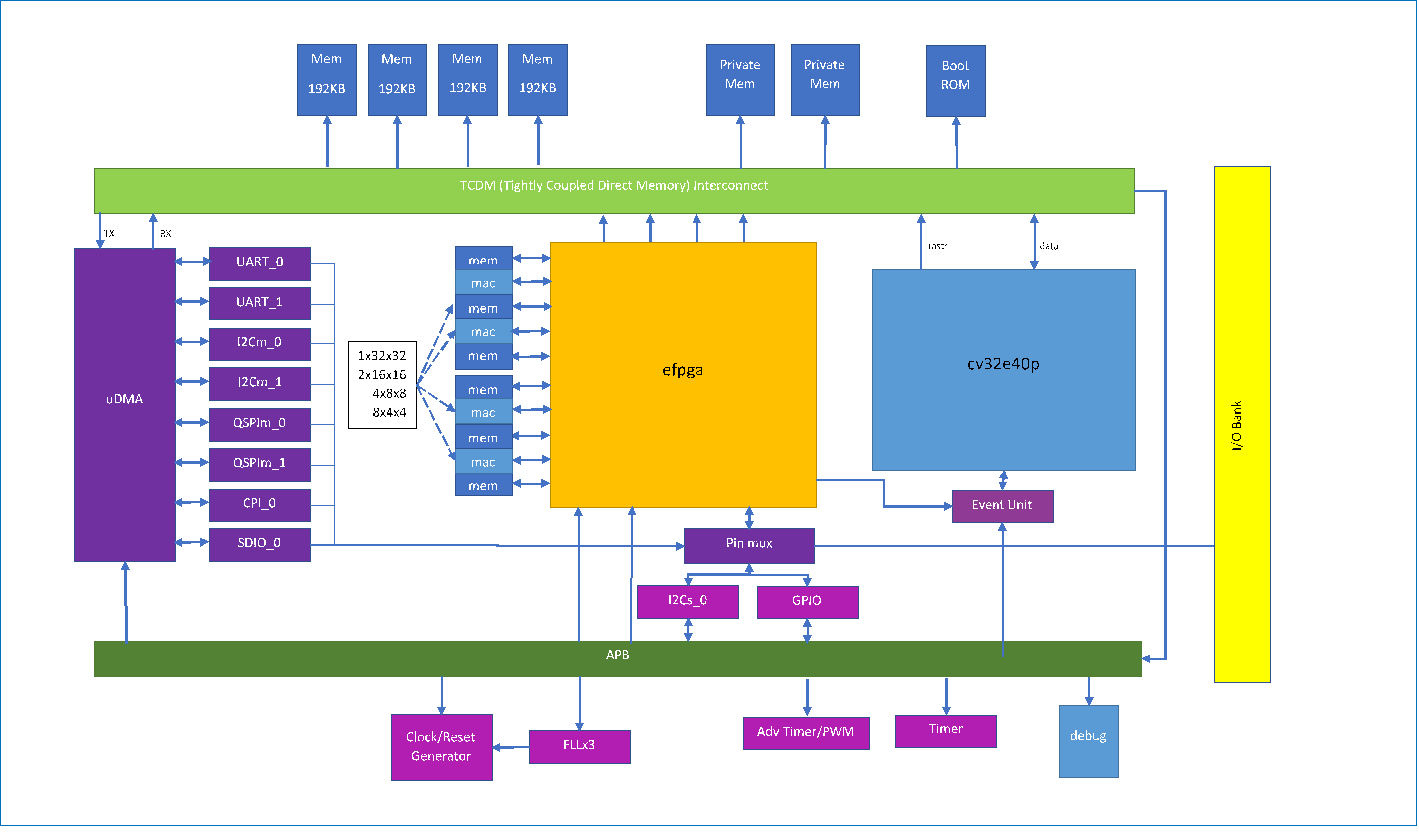 Mem
192KB
Mem
192KB
Mem
192KB
Mem
192KB
Private
Mem
Private
Mem
Boot
ROM
TCDM (Tightly Coupled Direct Memory) Interconnect
TX
RX
instr
data
uDMA
UART_0
UART_1
I2Cm_0
I2Cm_1
QSPIm_0
QSPIm_1
CPI_0
SDIO_0
1x32x32
2x16x16
4x8x8
8x4x4
mem
mac
mem
mac
mem
mem
mac
mem
mac
mem
efpga
cv32e40p
Event Unit
I/O Bank
Pin mux
I2Cs_0
GPIO
APB
Clock/Reset
Generator
FLLx3
Adv Timer/PWM
Timer
debug